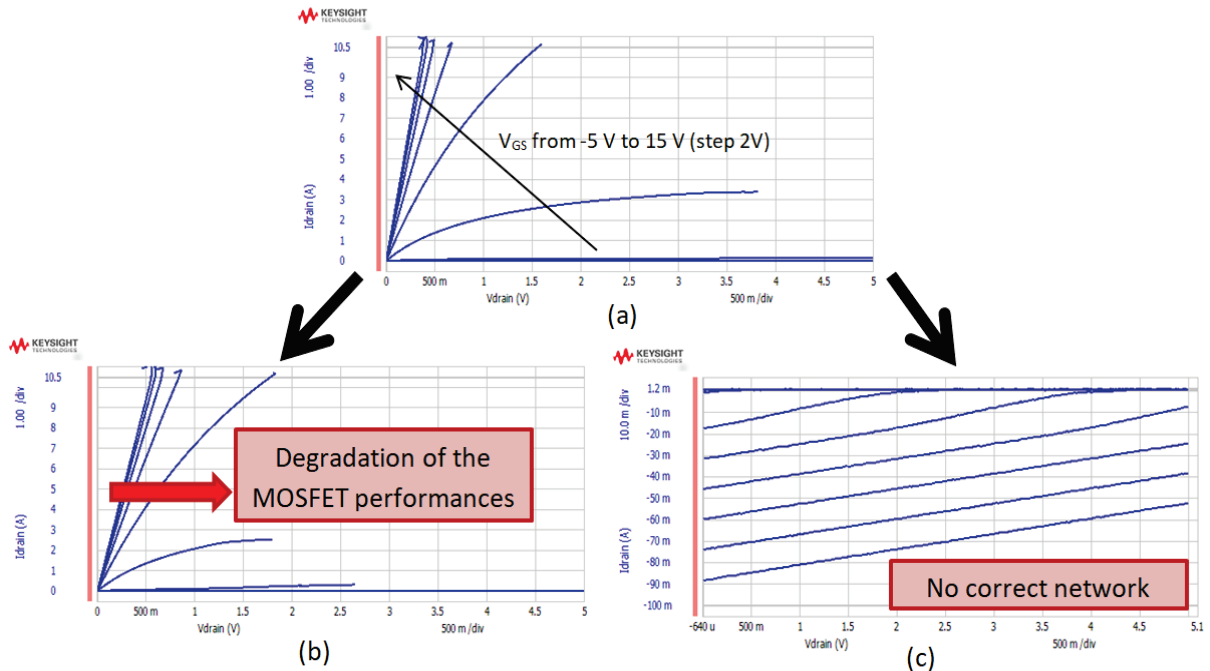 KEYSIGHT
TECHNOLOGIES
1.00 /div
Idrain (A)
10.5
9
8
7
6
5
4
3
2
1
0
V_GS from -5 V to 15 V (step 2V)
0 500 m 1 1.5 2 2.5 3 3.5 4 4.5 5
Vdrain (V) 500 m /div
(a)
KEYSIGHT
TECHNOLOGIES
1.00 /div
Idrain (A)
10.5
9
8
7
6
5
4
3
2
1
0
Degradation of the
MOSFET performances
0 500 m 1 1.5 2 2.5 3 3.5 4 4.5 5
Vdrain (V) 500 m /div
(b)
KEYSIGHT
TECHNOLOGIES
10.0 m /div
Idrain (A)
1.2 m
-10 m
-20 m
-30 m
-40 m
-50 m
-60 m
-70 m
-80 m
-90 m
-100 m
No correct network
-640 u 500 m 1 1.5 2 2.5 3 3.5 4 4.5 5.1
Vdrain (V) 500 m /div
(c)